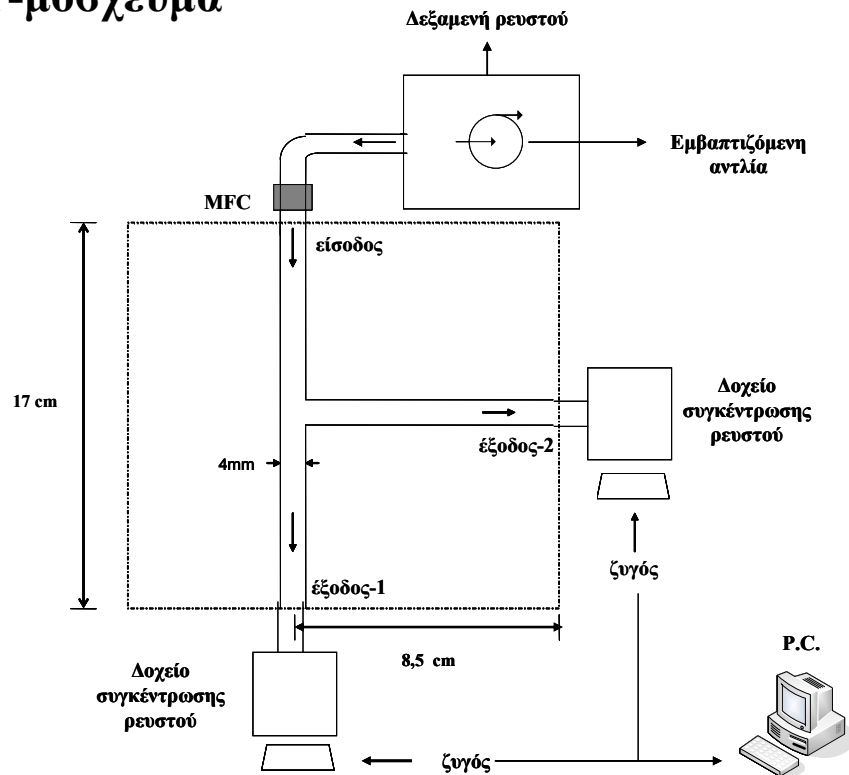 -μόσχευμα
Δεξαμενή ρευστού
Εμβαπτιζόμενη
αντλία
MFC
είσοδος
17 cm
Δοχείο
συγκέντρωσης
ρευστού
έξοδος-2
4mm
ζυγός
έξοδος-1
8,5 cm
P.C.
Δοχείο
συγκέντρωσης
ρευστού
ζυγός